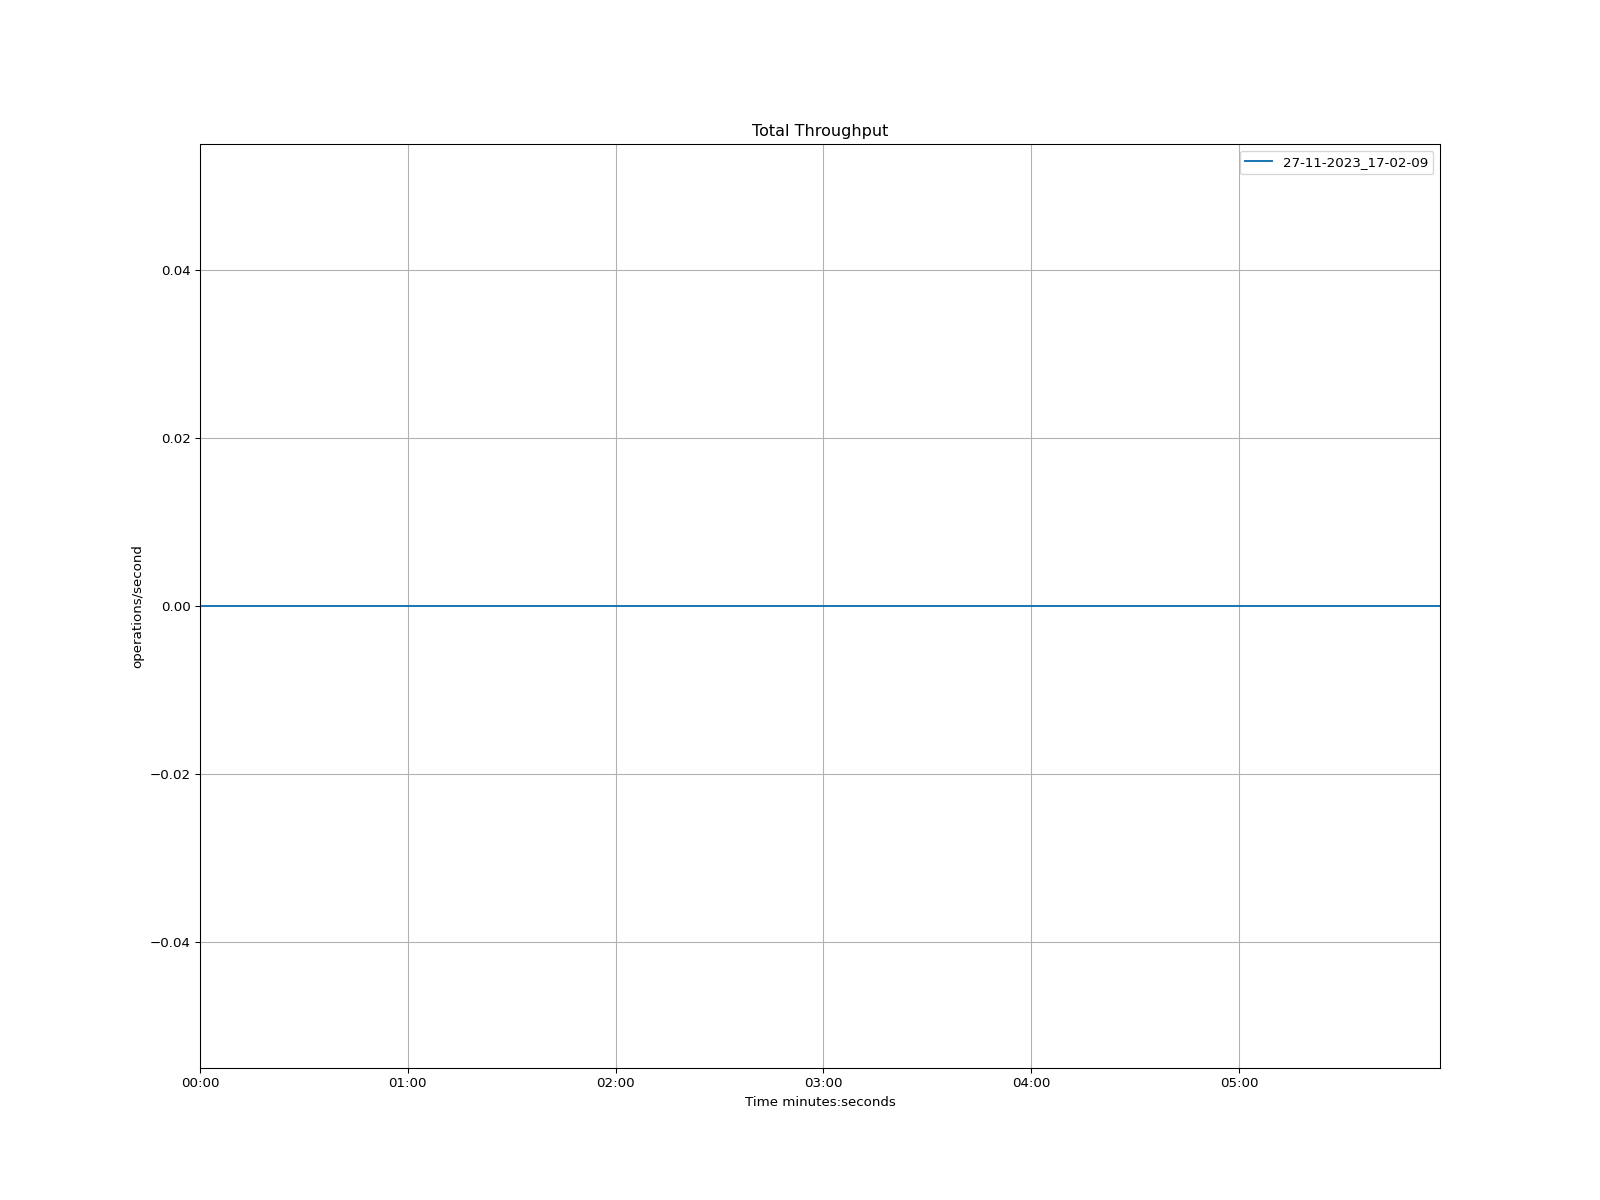 Total Throughput
27-11-2023_17-02-09
0.04
0.02
0.00
−0.02
−0.04
operations/second
00:00 01:00 02:00 03:00 04:00 05:00
Time minutes:seconds